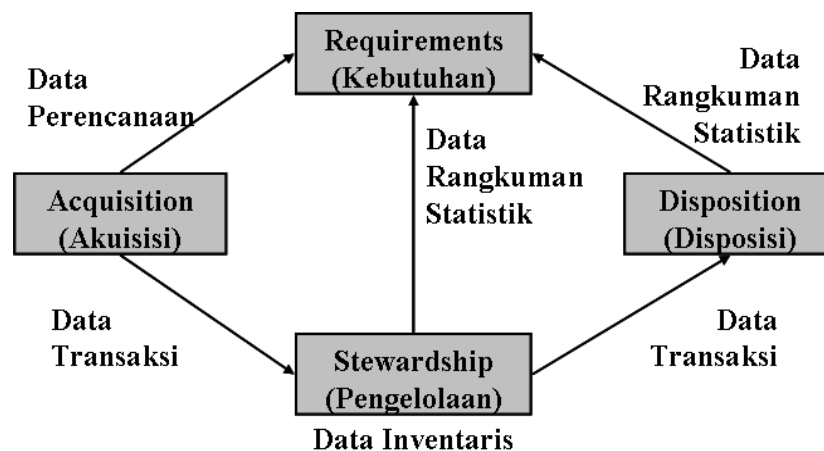 Requirements
(Kebutuhan)
Data
Perencanaan
Data
Rangkuman
Statistik
Data
Rangkuman
Statistik
Acquisition
(Akuisisi)
Disposition
(Disposisi)
Data
Transaksi
Data
Transaksi
Stewardship
(Pengelolaan)
Data Inventaris